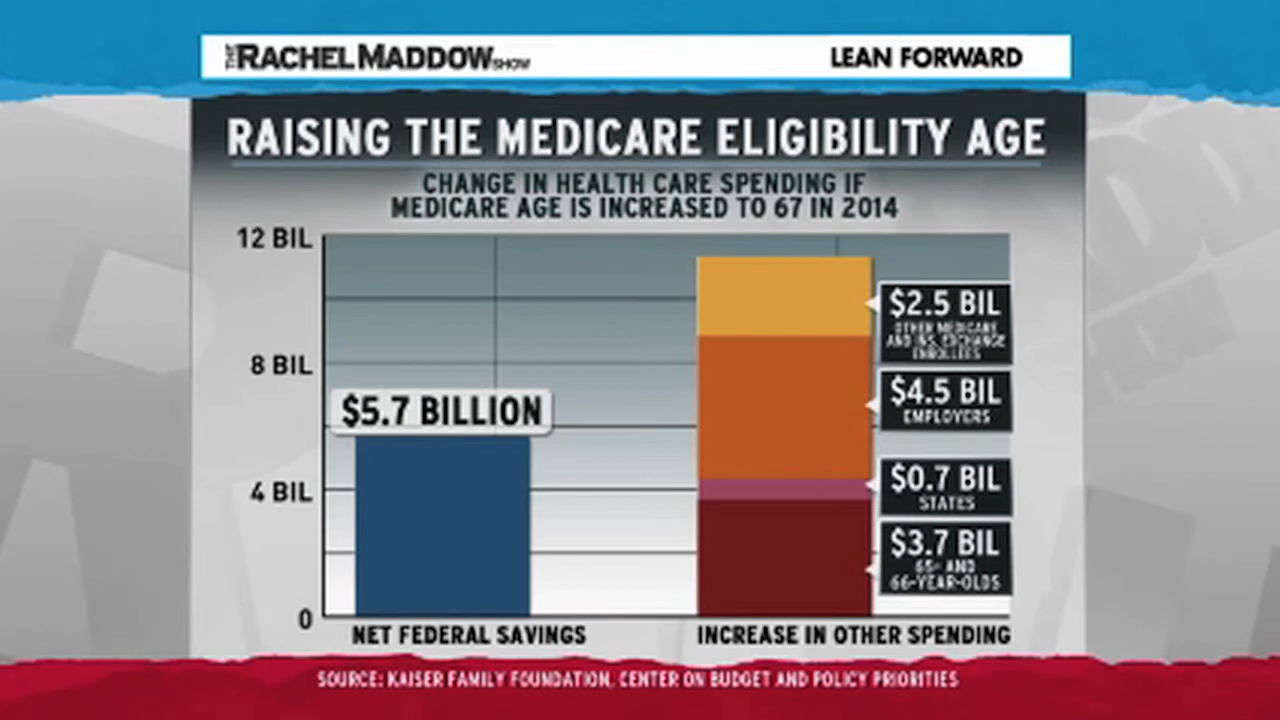 THE RACHEL MADDOW SHOW
LEAN FORWARD
RAISING THE MEDICARE ELIGIBILITY AGE
CHANGE IN HEALTH CARE SPENDING IF
MEDICARE AGE IS INCREASED TO 67 IN 2014
12 BIL
8 BIL
4 BIL
0
$5.7 BILLION
$2.5 BIL
OTHER MEDICARE
AND INS. EXCHANGE
ENROLLEES
$4.5 BIL
EMPLOYERS
$0.7 BIL
STATES
$3.7 BIL
65- AND
66-YEAR-OLDS
NET FEDERAL SAVINGS
INCREASE IN OTHER SPENDING
SOURCE: KAISER FAMILY FOUNDATION, CENTER ON BUDGET AND POLICY PRIORITIES